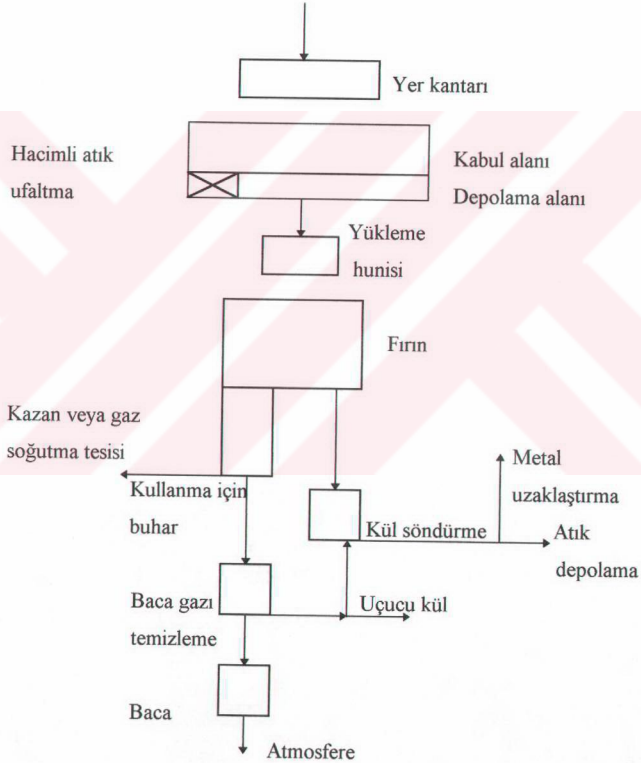 Yer kantarı
Hacimli atık
ufaltma
Kabul alanı
Depolama alanı
Yükleme
hunisi
Fırın
Kazan veya gaz
soğutma tesisi
Kullanma için
buhar
Metal
uzaklaştırma
Kül söndürme
Atık
depolama
Baca gazı
temizleme
Uçucu kül
Baca
Atmosfere